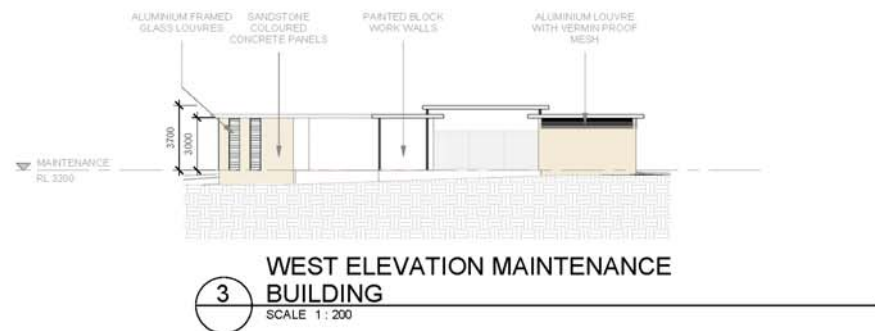 ALUMINIUM FRAMED
GLASS LOUVRES
SANDSTONE
COLOURED
CONCRETE PANELS
PAINTED BLOCK
WORK WALLS
ALUMINIUM LOUVRE
WITH VERMIN PROOF
MESH
3700
3000
MAINTENANCE
RL 3300
3
WEST ELEVATION MAINTENANCE
BUILDING
SCALE 1 : 200